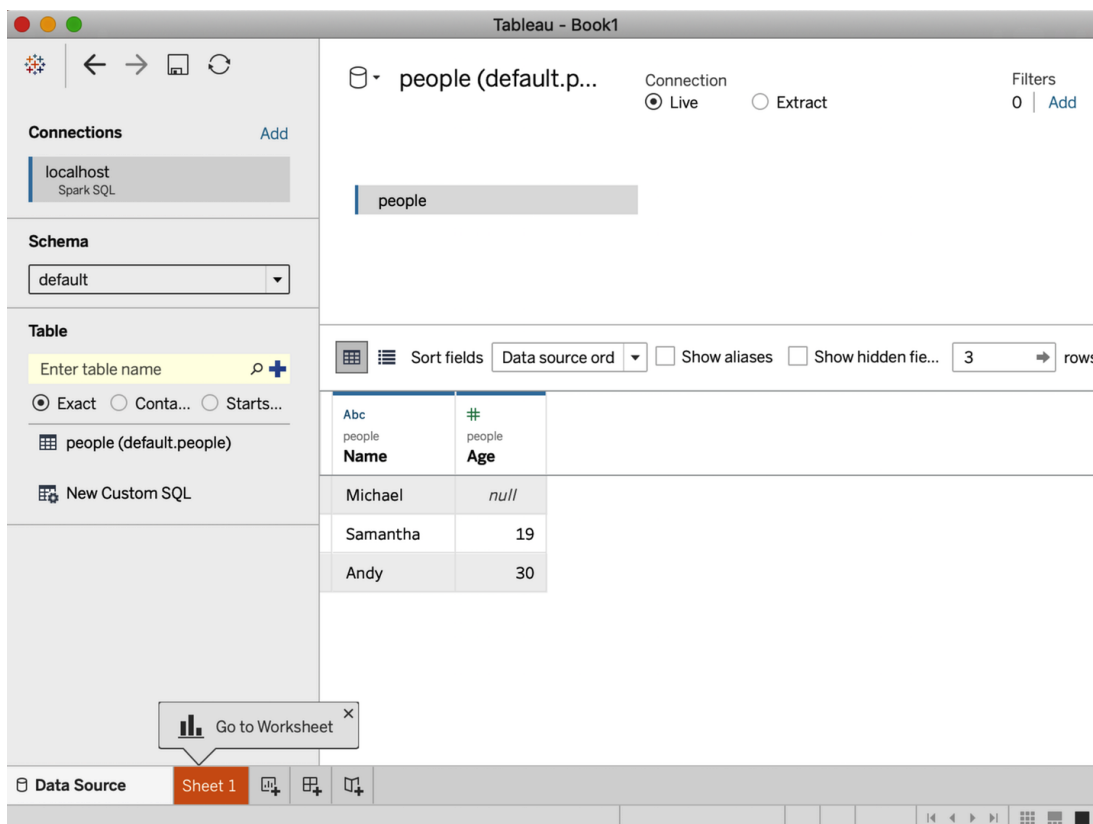 Tableau - Book1
Connections Add
localhost
Spark SQL
Schema
default
Table
Enter table name
Exact Conta... Starts...
people (default.people)
New Custom SQL
people (default.p...
Connection
Live Extract
Filters
0 Add
people
Sort fields Data source ord Show aliases Show hidden fie... 3 rows
Abc #
people people
Name Age
Michael null
Samantha 19
Andy 30
Go to Worksheet
Data Source Sheet 1